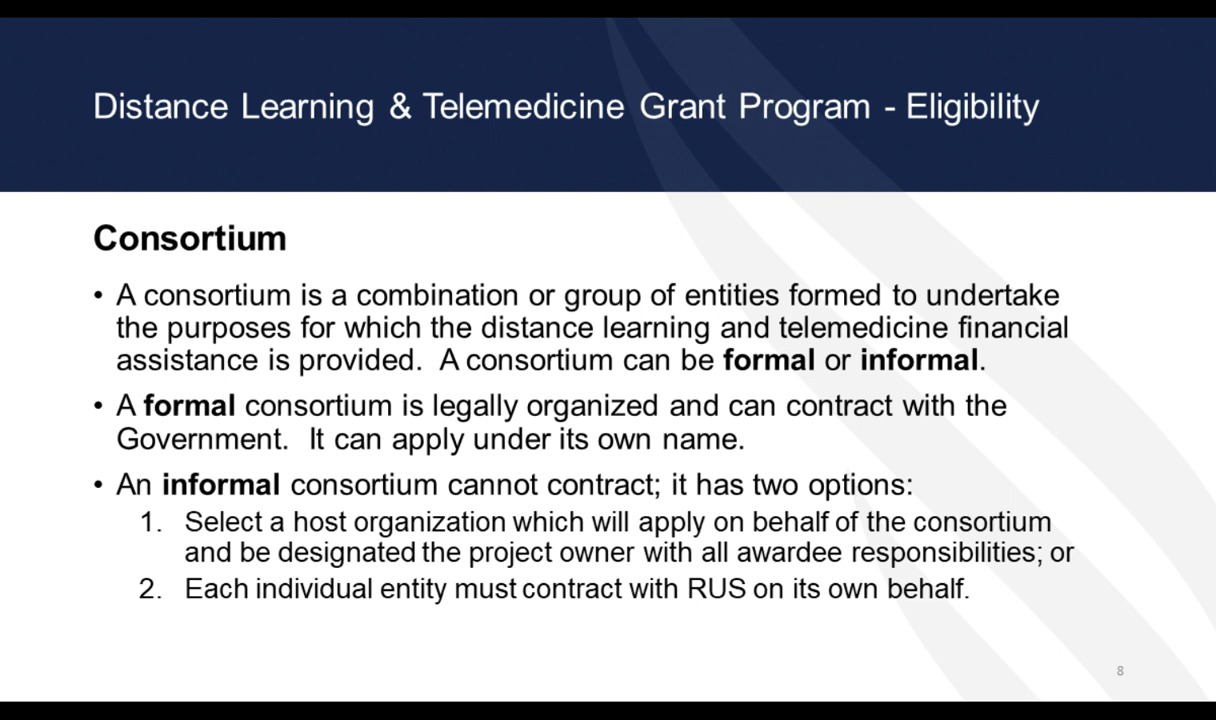 Distance Learning & Telemedicine Grant Program - Eligibility
Consortium
• A consortium is a combination or group of entities formed to undertake
the purposes for which the distance learning and telemedicine financial
assistance is provided.  A consortium can be formal or informal.
• A formal consortium is legally organized and can contract with the
Government.  It can apply under its own name.
• An informal consortium cannot contract; it has two options:
1. Select a host organization which will apply on behalf of the consortium
and be designated the project owner with all awardee responsibilities; or
2. Each individual entity must contract with RUS on its own behalf.
8